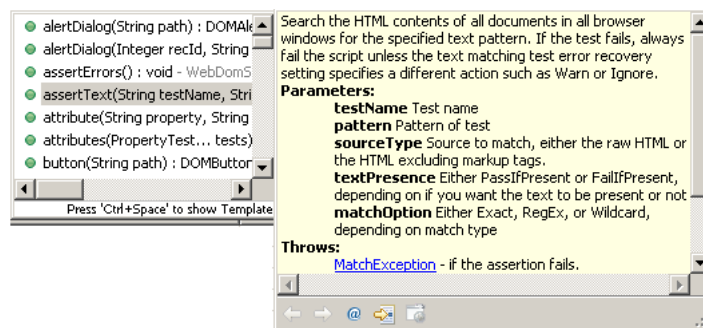 alertDialog(String path) : DOMAle
alertDialog(Integer recId, String
assertErrors() : void - WebDomS
assertText(String testName, Stri
attribute(String property, String
attributes(PropertyTest... tests)
button(String path) : DOMButtor
Press 'Ctrl+Space' to show Template
Search the HTML contents of all documents in all browser
windows for the specified text pattern. If the test fails, always
fail the script unless the text matching test error recovery
setting specifies a different action such as Warn or Ignore.
Parameters:
testName Test name
pattern Pattern of test
sourceType Source to match, either the raw HTML or
the HTML excluding markup tags.
textPresence Either PassIfPresent or FailIfPresent,
depending on if you want the text to be present or not
matchOption Either Exact, RegEx, or Wildcard,
depending on match type
Throws:
MatchException - if the assertion fails.
@